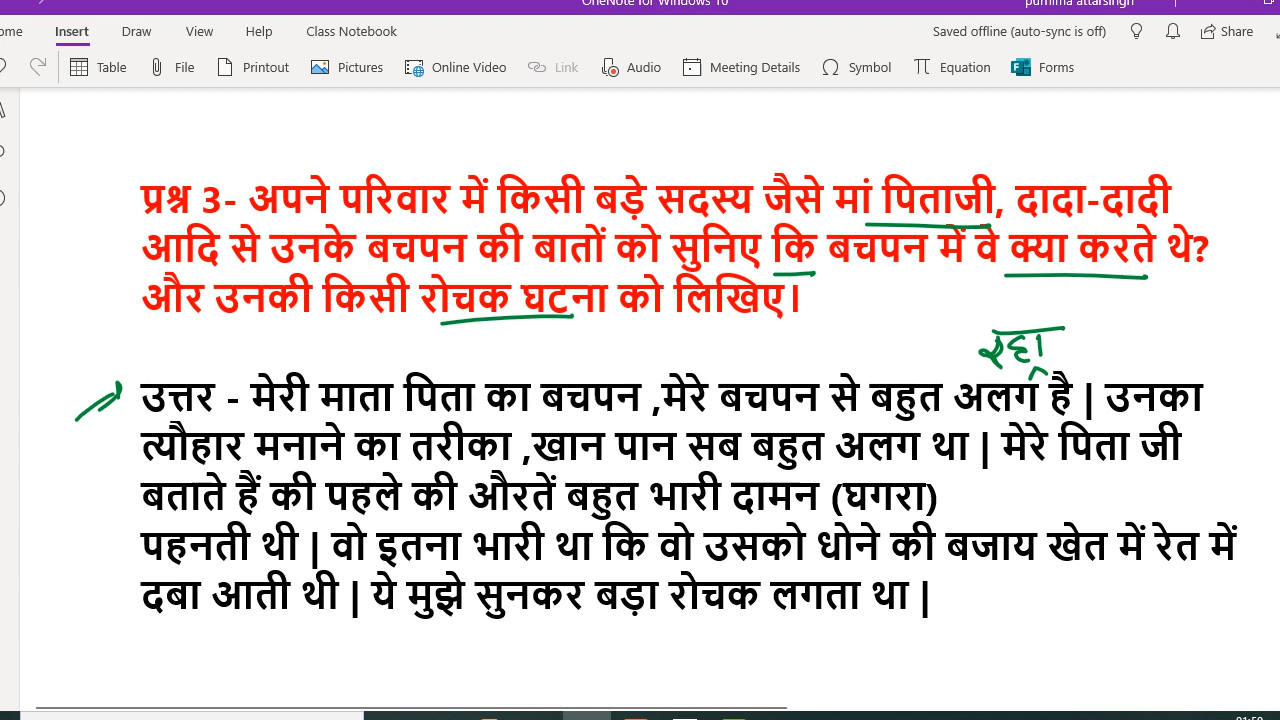 OneNote for Windows 10 purnima attarsingh
ome Insert Draw View Help Class Notebook Saved offline (auto-sync is off) Share
Table File Printout Pictures Online Video Link Audio Meeting Details Symbol Equation Forms
प्रश्न 3- अपने परिवार में किसी बड़े सदस्य जैसे मां पिताजी, दादा-दादी
आदि से उनके बचपन की बातों को सुनिए कि बचपन में वे क्या करते थे?
और उनकी किसी रोचक घटना को लिखिए।
रहा
उत्तर - मेरी माता पिता का बचपन ,मेरे बचपन से बहुत अलग है | उनका
त्यौहार मनाने का तरीका ,खान पान सब बहुत अलग था | मेरे पिता जी
बताते हैं की पहले की औरतें बहुत भारी दामन (घगरा)
पहनती थी | वो इतना भारी था कि वो उसको धोने की बजाय खेत में रेत में
दबा आती थी | ये मुझे सुनकर बड़ा रोचक लगता था |